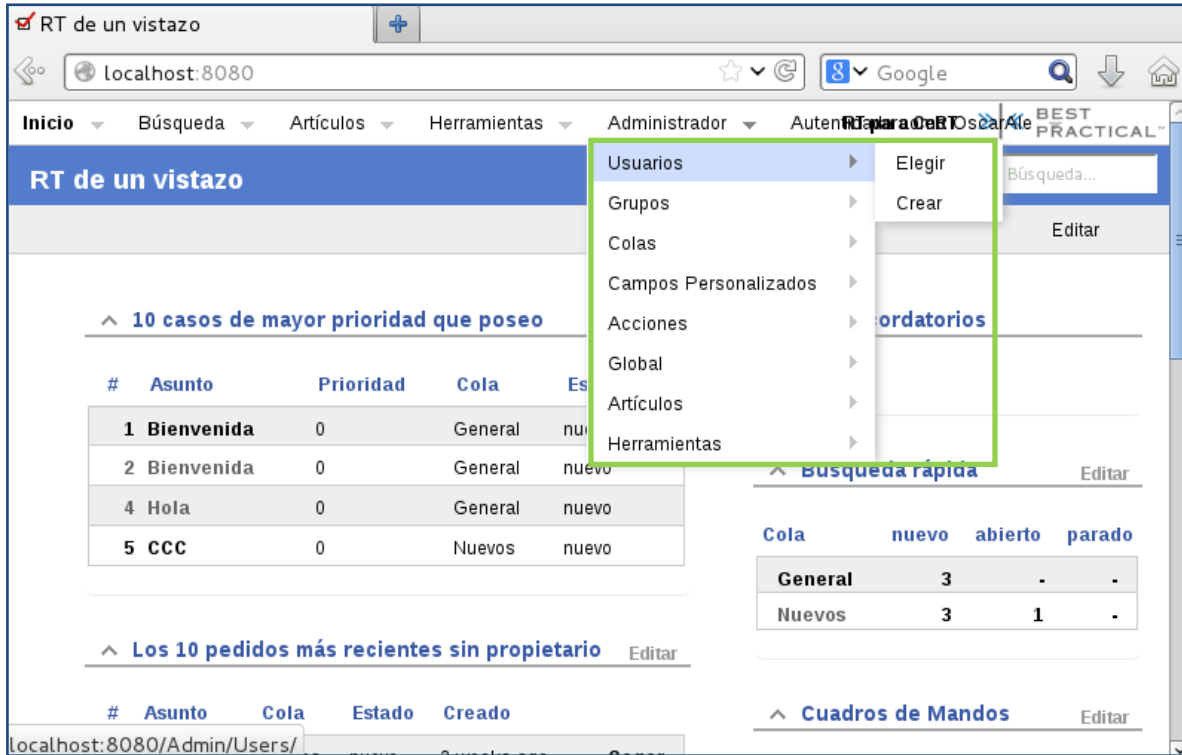 RT de un vistazo
localhost:8080 Google
Inicio Búsqueda Artículos Herramientas Administrador
BEST
PRACTICAL™
RT de un vistazo Búsqueda...
Editar
Usuarios Elegir
Grupos Crear
Colas
Campos Personalizados
Acciones
Global
Artículos
Herramientas
10 casos de mayor prioridad que poseo
# Asunto Prioridad Cola
1 Bienvenida 0 General
2 Bienvenida 0 General nuevo
4 Hola 0 General nuevo
5 CCC 0 Nuevos nuevo
Los 10 pedidos más recientes sin propietario Editar
# Asunto Cola Estado Creado
Búsqueda rápida Editar
Cola nuevo abierto parado
General 3 - -
Nuevos 3 1 -
Cuadros de Mandos Editar
localhost:8080/Admin/Users/